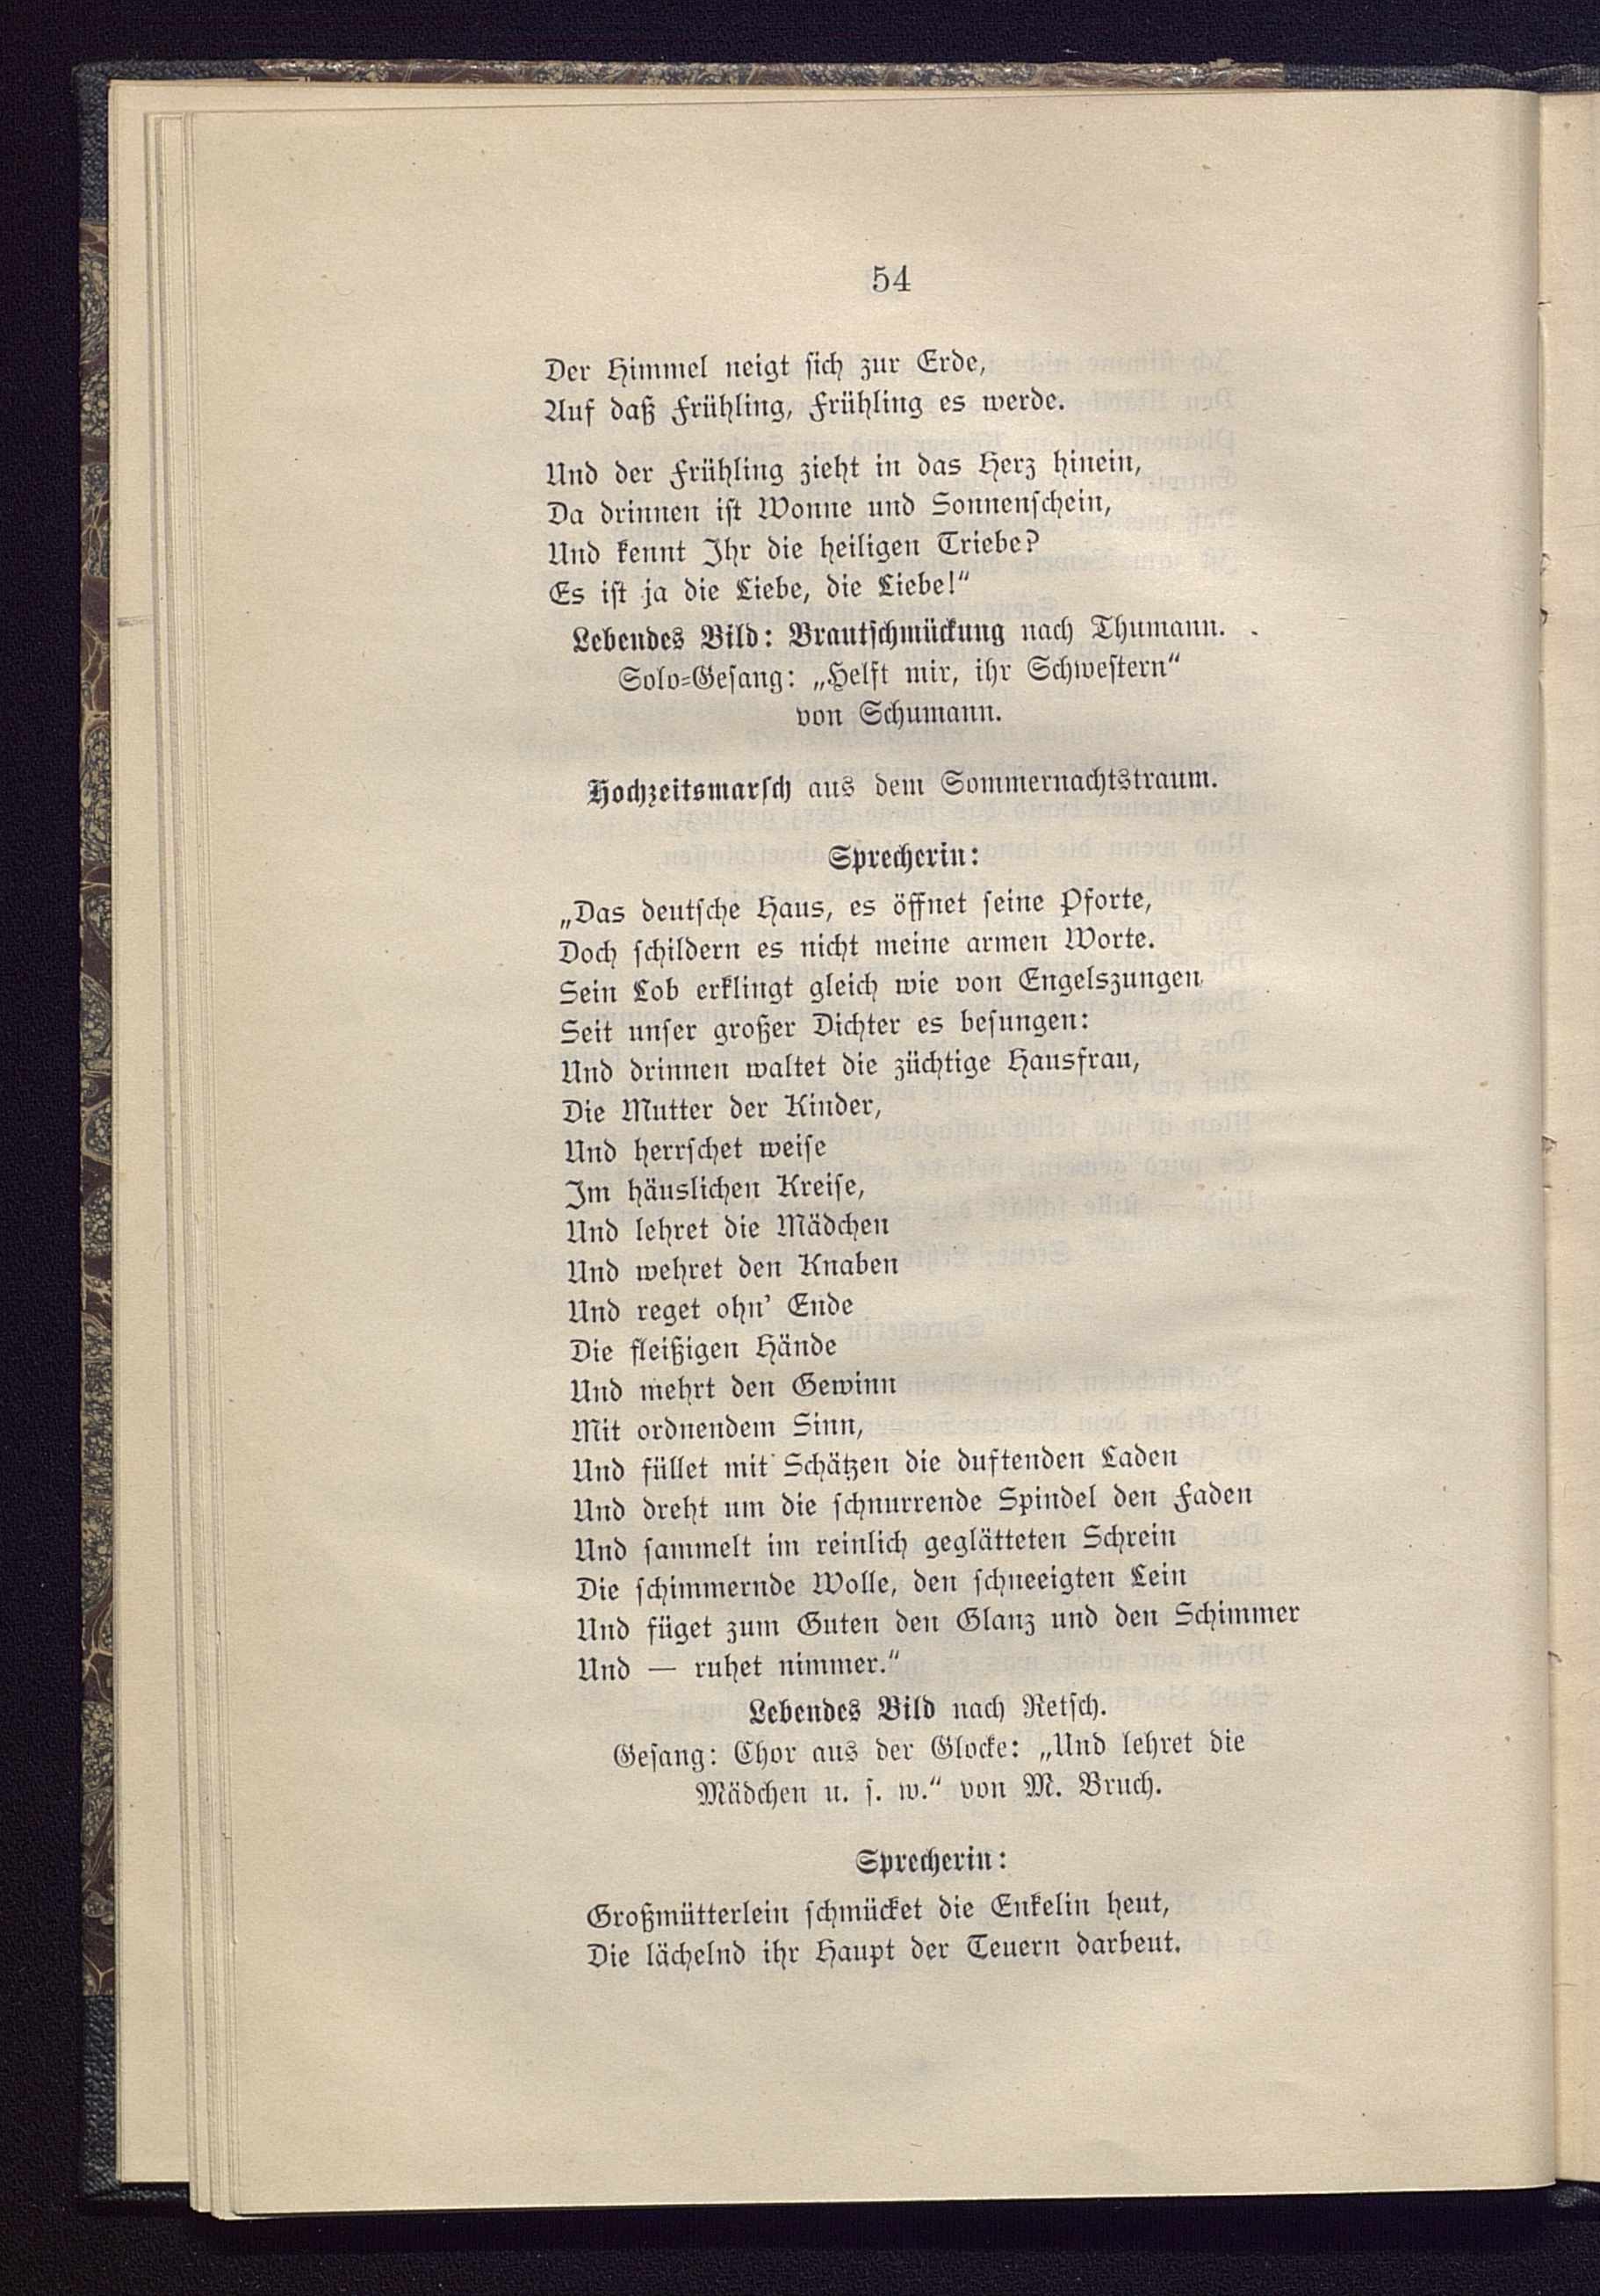 54
Der Himmel neigt sich zur Erde,
Auf daß Frühling, Frühling es werde.
Und der Frühling zieht in das Herz hinein,
Da drinnen ist Wonne und Sonnenschein,
Und kennt Ihr die heiligen Triebe?
Es ist ja die Liebe, die Liebe!“
Lebendes Bild: Brautschmückung nach Thumann.
Solo-Gesang: „Helft mir, ihr Schwestern“
von Schumann.
Hochzeitsmarsch aus dem Sommernachtstraum.
Sprecherin:
„Das deutsche Haus, es öffnet seine Pforte,
Doch schildern es nicht meine armen Worte.
Sein Lob erklingt gleich wie von Engelszungen,
Seit unser großer Dichter es besungen:
Und drinnen waltet die züchtige Hausfrau,
Die Mutter der Kinder,
Und herrschet weise
Im häuslichen Kreise,
Und lehret die Mädchen
Und wehret den Knaben
Und reget ohn’ Ende
Die fleißigen Hände
Und mehrt den Gewinn
Mit ordnendem Sinn,
Und füllet mit Schätzen die duftenden Laden
Und dreht um die schnurrende Spindel den Faden
Und sammelt im reinlich geglätteten Schrein
Die schimmernde Wolle, den schneeigten Lein
Und füget zum Guten den Glanz und den Schimmer
Und — ruhet nimmer.“
Lebendes Bild nach Retsch.
Gesang: Chor aus der Glocke: „Und lehret die
Mädchen u. s. w.“ von M. Bruch.
Sprecherin:
Großmütterlein schmücket die Enkelin heut,
Die lächelnd ihr Haupt der Teuern darbeut.